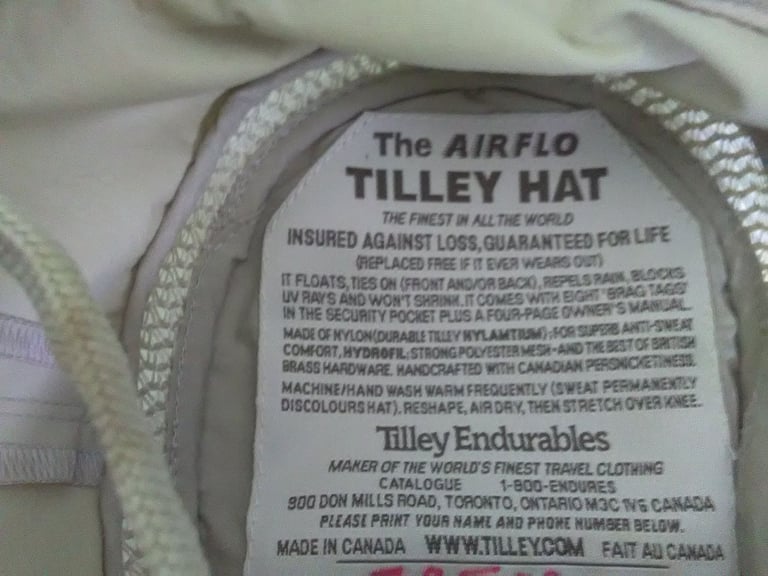 The AIRFLO
TILLEY HAT
THE FINEST IN ALL THE WORLD
INSURED AGAINST LOSS, GUARANTEED FOR LIFE
(REPLACED FREE IF IT EVER WEARS OUT)
IT FLOATS, TIES ON (FRONT AND/OR BACK), REPELS RAIN, BLOCKS
UV RAYS AND WON'T SHRINK. IT COMES WITH EIGHT "BRAG TAGS"
IN THE SECURITY POCKET PLUS A FOUR-PAGE OWNER'S MANUAL.
MADE OF NYLON (DURABLE TILLEY NYLAMTIUM); FOR SUPERB ANTI-SWEAT
COMFORT, HYDROFIL; STRONG POLYESTER MESH-AND THE BEST OF BRITISH
BRASS HARDWARE. HANDCRAFTED WITH CANADIAN PERSNICKETINESS.
MACHINE/HAND WASH WARM FREQUENTLY (SWEAT PERMANENTLY
DISCOLOURS HAT). RESHAPE, AIR DRY, THEN STRETCH OVER KNEE.
Tilley Endurables
MAKER OF THE WORLD'S FINEST TRAVEL CLOTHING
CATALOGUE 1-800-ENDURES
900 DON MILLS ROAD, TORONTO, ONTARIO M3C 1V6 CANADA
PLEASE PRINT YOUR NAME AND PHONE NUMBER BELOW.
MADE IN CANADA WWW.TILLEY.COM FAIT AU CANADA